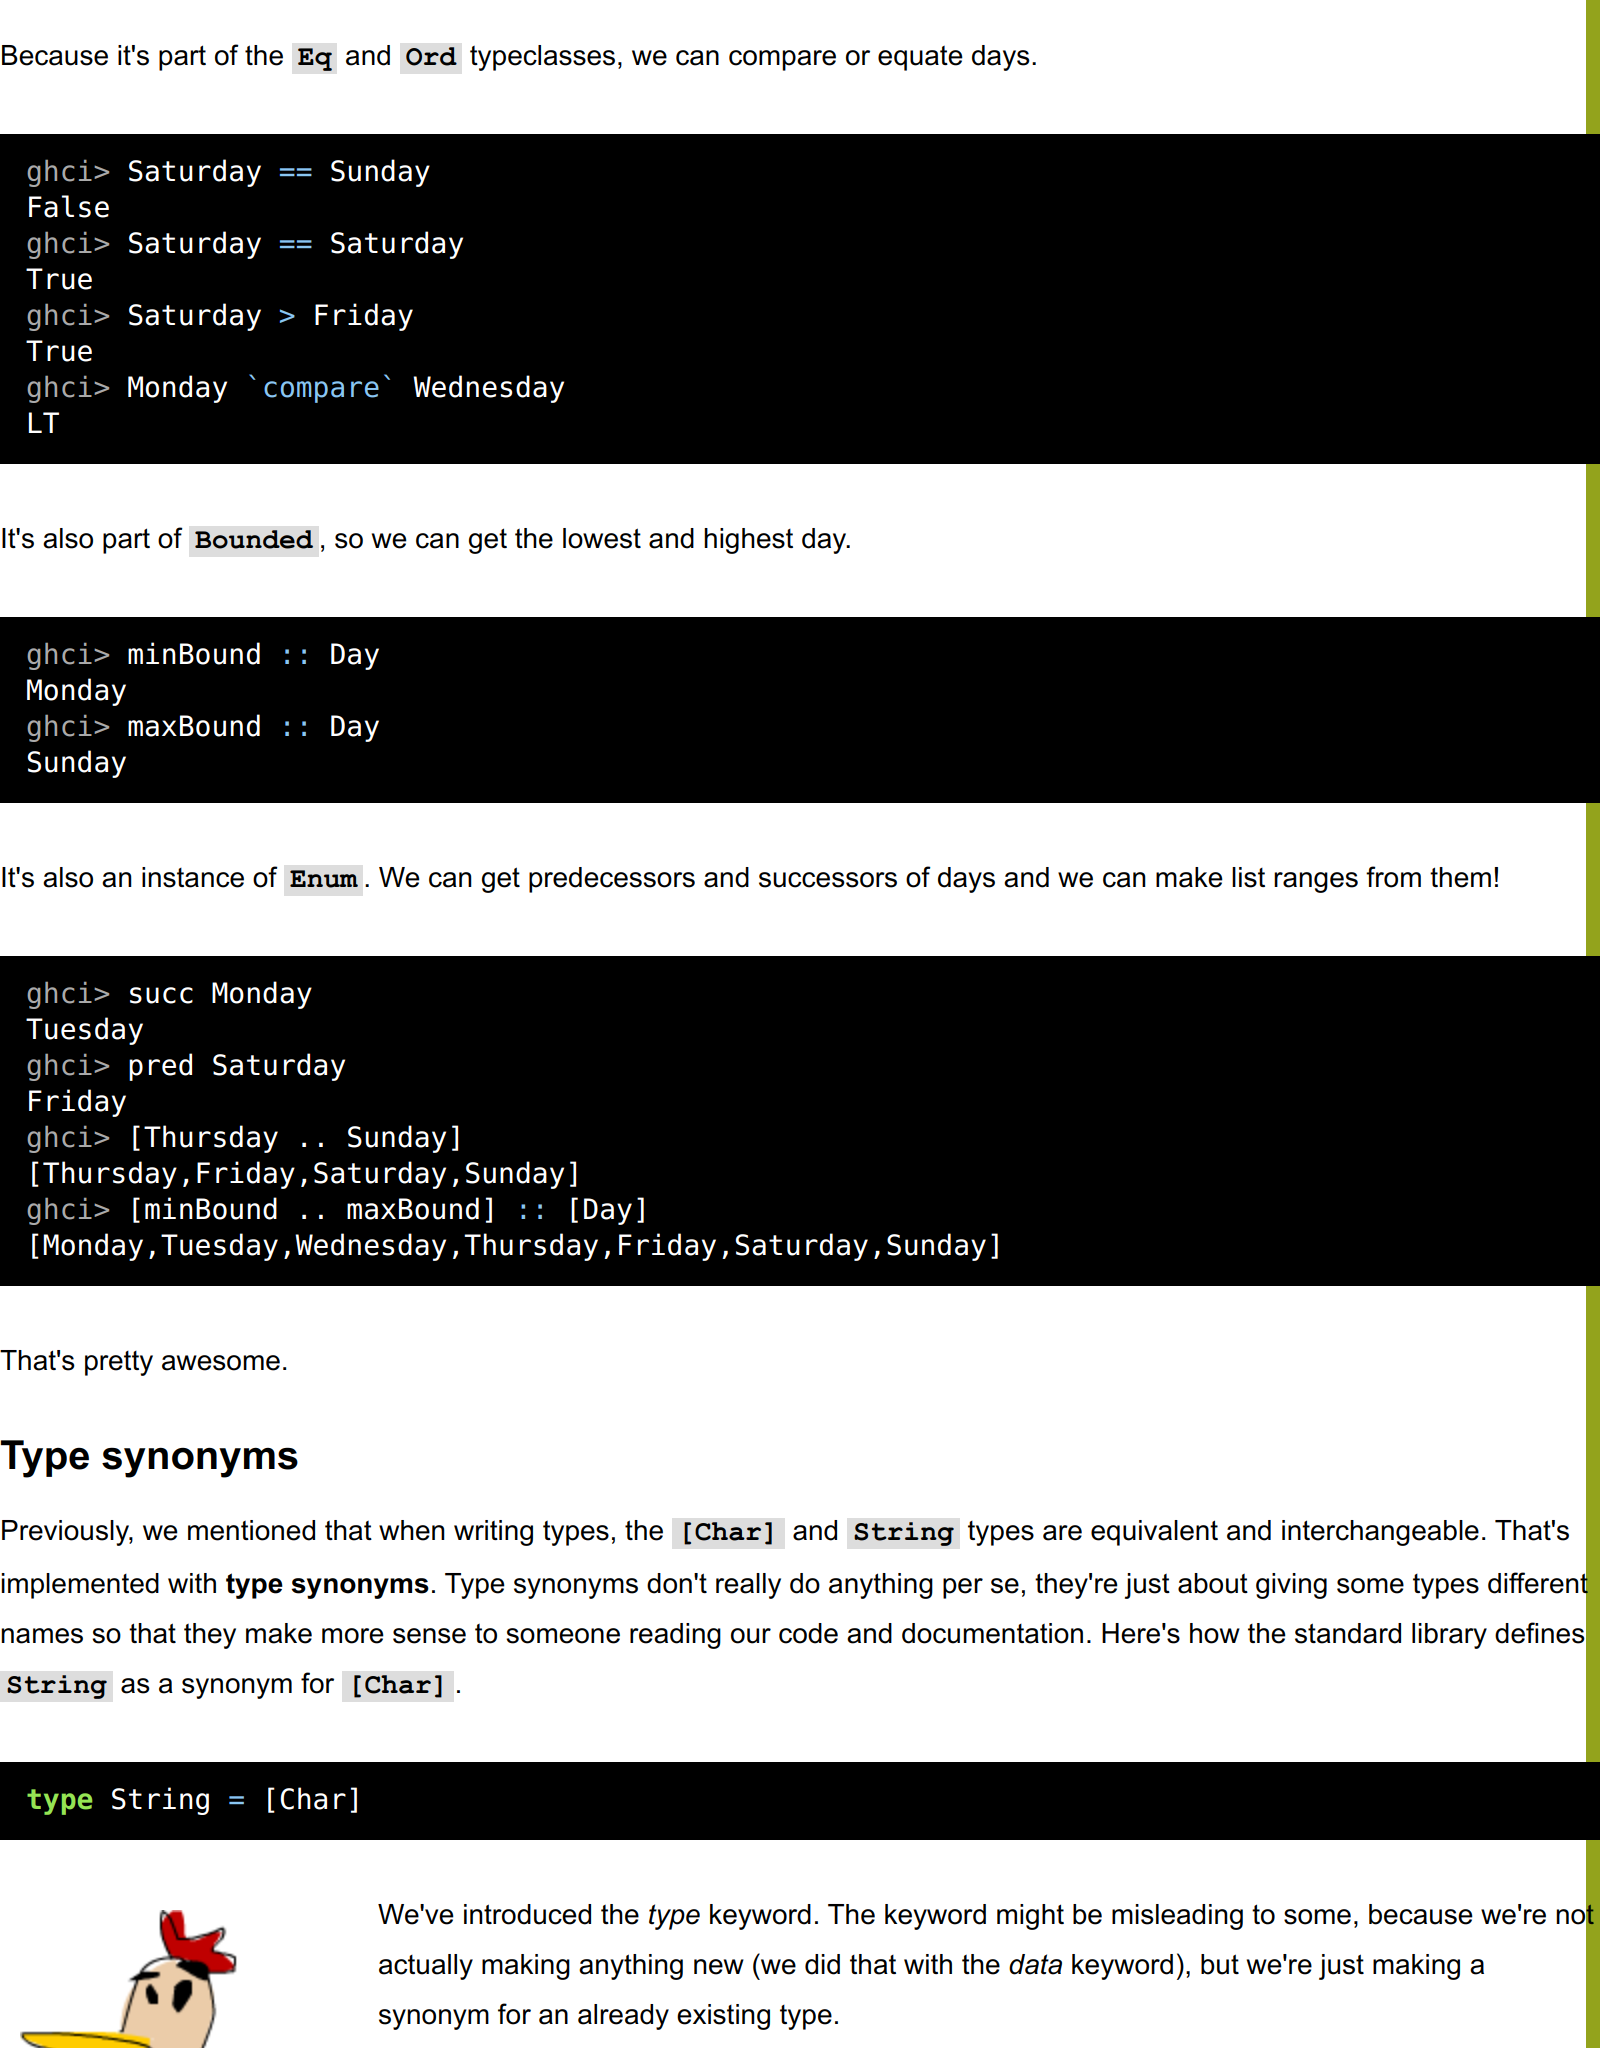 Because it's part of the Eq and Ord typeclasses, we can compare or equate days.
ghci> Saturday == Sunday
False
ghci> Saturday == Saturday
True
ghci> Saturday > Friday
True
ghci> Monday `compare` Wednesday
LT
It's also part of Bounded, so we can get the lowest and highest day.
ghci> minBound :: Day
Monday
ghci> maxBound :: Day
Sunday
It's also an instance of Enum. We can get predecessors and successors of days and we can make list ranges from them!
ghci> succ Monday
Tuesday
ghci> pred Saturday
Friday
ghci> [Thursday .. Sunday]
[Thursday,Friday,Saturday,Sunday]
ghci> [minBound .. maxBound] :: [Day]
[Monday,Tuesday,Wednesday,Thursday,Friday,Saturday,Sunday]
That's pretty awesome.
Type synonyms
Previously, we mentioned that when writing types, the [Char] and String types are equivalent and interchangeable. That's
implemented with type synonyms. Type synonyms don't really do anything per se, they're just about giving some types different
names so that they make more sense to someone reading our code and documentation. Here's how the standard library defines
String as a synonym for [Char].
type String = [Char]
We've introduced the type keyword. The keyword might be misleading to some, because we're not
actually making anything new (we did that with the data keyword), but we're just making a
synonym for an already existing type.